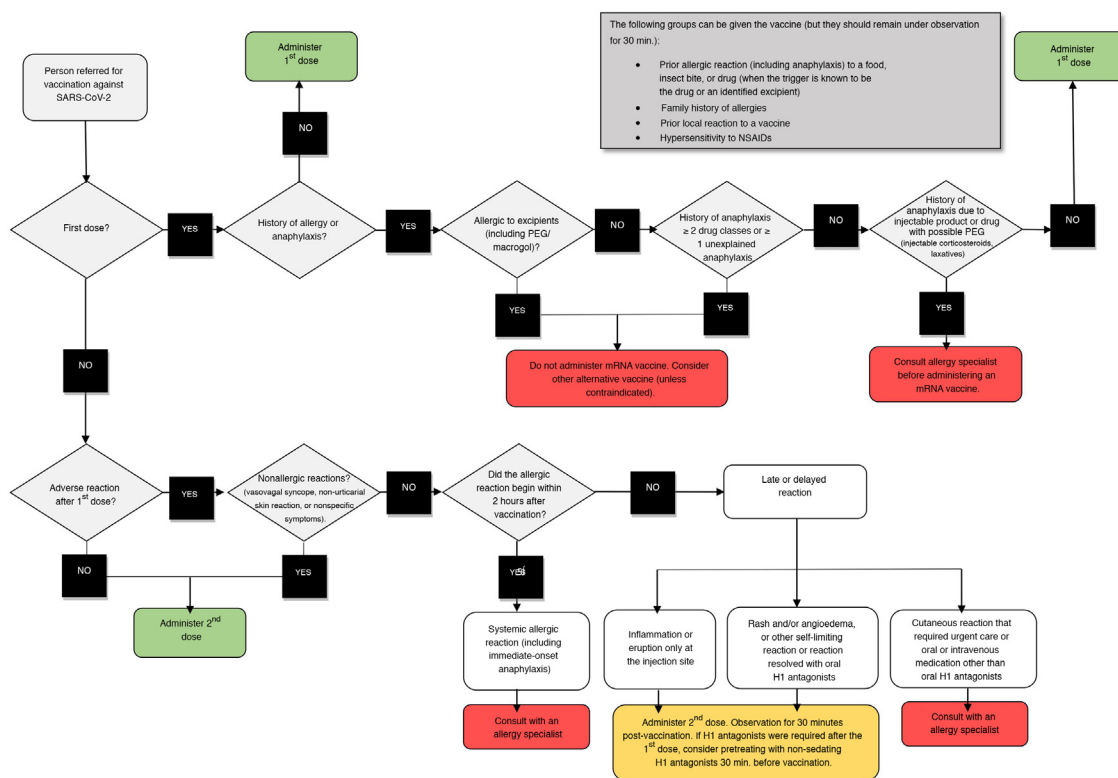 Person referred for
vaccination against
SARS-CoV-2
Administer
1st dose
The following groups can be given the vaccine (but they should remain under observation
for 30 min.):
• Prior allergic reaction (including anaphylaxis) to a food,
insect bite, or drug (when the trigger is known to be
the drug or an identified excipient)
• Family history of allergies
• Prior local reaction to a vaccine
• Hypersensitivity to NSAIDs
Administer
1st dose
NO
First dose?
YES
History of allergy or
anaphylaxis?
YES
Allergic to excipients
(including PEG/
macrogol)?
NO
History of anaphylaxis
≥ 2 drug classes or ≥
1 unexplained
anaphylaxis
NO
History of
anaphylaxis due to
injectable product or drug
with possible PEG
(injectable corticosteroids,
laxatives)
NO
YES
YES
YES
Do not administer mRNA vaccine. Consider
other alternative vaccine (unless
contraindicated).
Consult allergy specialist
before administering an
mRNA vaccine.
NO
Adverse reaction
after 1st dose?
YES
Nonallergic reactions?
(vasovagal syncope, non-urticarial
skin reaction, or nonspecific
symptoms).
NO
Did the allergic
reaction begin within
2 hours after
vaccination?
NO
Late or delayed
reaction
NO
YES
YES
Administer 2nd
dose
Systemic allergic
reaction (including
immediate-onset
anaphylaxis)
Inflammation or
eruption only at
the injection site
Rash and/or angioedema,
or other self-limiting
reaction or reaction
resolved with oral
H1 antagonists
Cutaneous reaction that
required urgent care or
oral or intravenous
medication other than
oral H1 antagonists
Consult with an
allergy specialist
Administer 2nd dose. Observation for 30 minutes
post-vaccination. if H1 antagonists were required after the
1st dose, consider pretreating with non-sedating
H1 antagonists 30 min. before vaccination.
Consult with an
allergy specialist